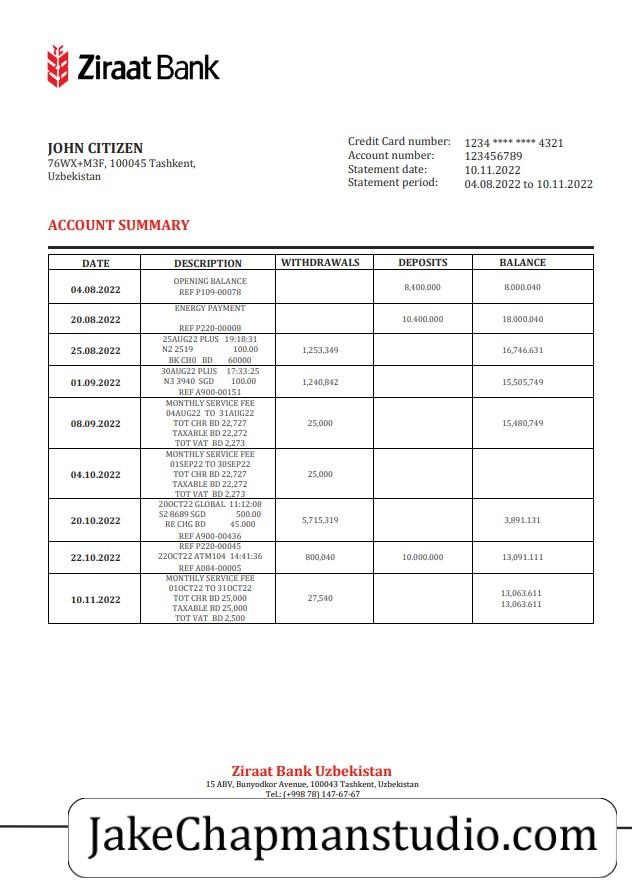 Ziraat Bank
JOHN CITIZEN
76WX+M3F, 100045 Tashkent,
Uzbekistan
Credit Card number: 1234 **** **** 4321
Account number: 123456789
Statement date: 10.11.2022
Statement period: 04.08.2022 to 10.11.2022
ACCOUNT SUMMARY
DATE DESCRIPTION WITHDRAWALS DEPOSITS BALANCE
04.08.2022 OPENING BALANCE 8,400.000 8.000.040
REF P109-00078
20.08.2022 ENERGY PAYMENT 10.400.000 18.000.040
REF P220-00008
25.08.2022 25AUG22 PLUS 19:18:31 1,253,349 16,746.631
N2 2519 100.00
BK CH0 BD 60000
01.09.2022 30AUG22 PLUS 17:33:25 1,240,842 15,505,749
N3 3940 SGD 100.00
REF A900-00151
08.09.2022 MONTHLY SERVICE FEE 25,000 15,480,749
04AUG22 TO 31AUG22
TOT CHR BD 22,727
TAXABLE BD 22,272
TOT VAT BD 2,273
04.10.2022 MONTHLY SERVICE FEE 25,000
01SEP22 TO 30SEP22
TOT CHR BD 22,727
TAXABLE BD 22,272
TOT VAT BD 2,273
20.10.2022 20OCT22 GLOBAL 11:12:08 5,715,319 3,891.131
S2 8689 SGD 500.00
RE CHG BD 45.000
REF A900-00436
22.10.2022 REF P220-00045 800,040 10.000.000 13,091.111
22OCT22 ATM104 14:41:36
REF A084-00005
10.11.2022 MONTHLY SERVICE FEE 27,540 13,063.611
01OCT22 TO 31OCT22 13,063.611
TOT CHR BD 25,000
TAXABLE BD 25,000
TOT VAT BD 2,500
Ziraat Bank Uzbekistan
15 ABV, Bunyodkor Avenue, 100043 Tashkent, Uzbekistan
Tel.: (+998 78) 147-67-67
JakeChapmanstudio.com